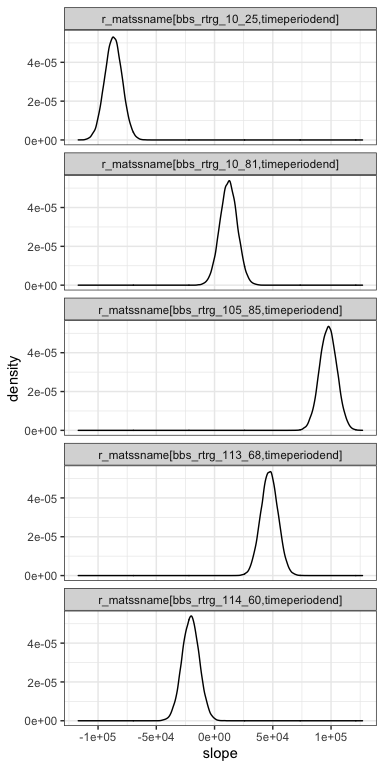 r_matssname[bbs_rtrg_10_25,timeperiodend]
4e-05
2e-05
0e+00
r_matssname[bbs_rtrg_10_81,timeperiodend]
4e-05
2e-05
0e+00
r_matssname[bbs_rtrg_105_85,timeperiodend]
4e-05
2e-05
0e+00
r_matssname[bbs_rtrg_113_68,timeperiodend]
4e-05
2e-05
0e+00
r_matssname[bbs_rtrg_114_60,timeperiodend]
4e-05
2e-05
0e+00
density
-1e+05 -5e+04 0e+00 5e+04 1e+05
slope